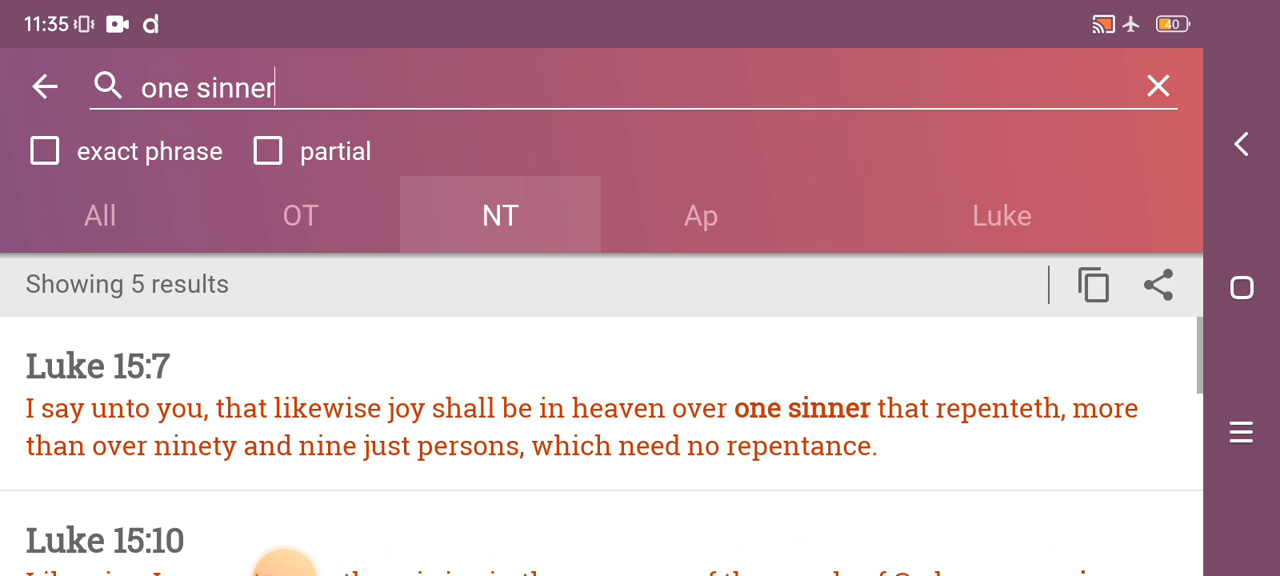 11:35
40
one sinner
exact phrase partial
All OT NT Ap Luke
Showing 5 results
Luke 15:7
I say unto you, that likewise joy shall be in heaven over one sinner that repenteth, more
than over ninety and nine just persons, which need no repentance.
Luke 15:10